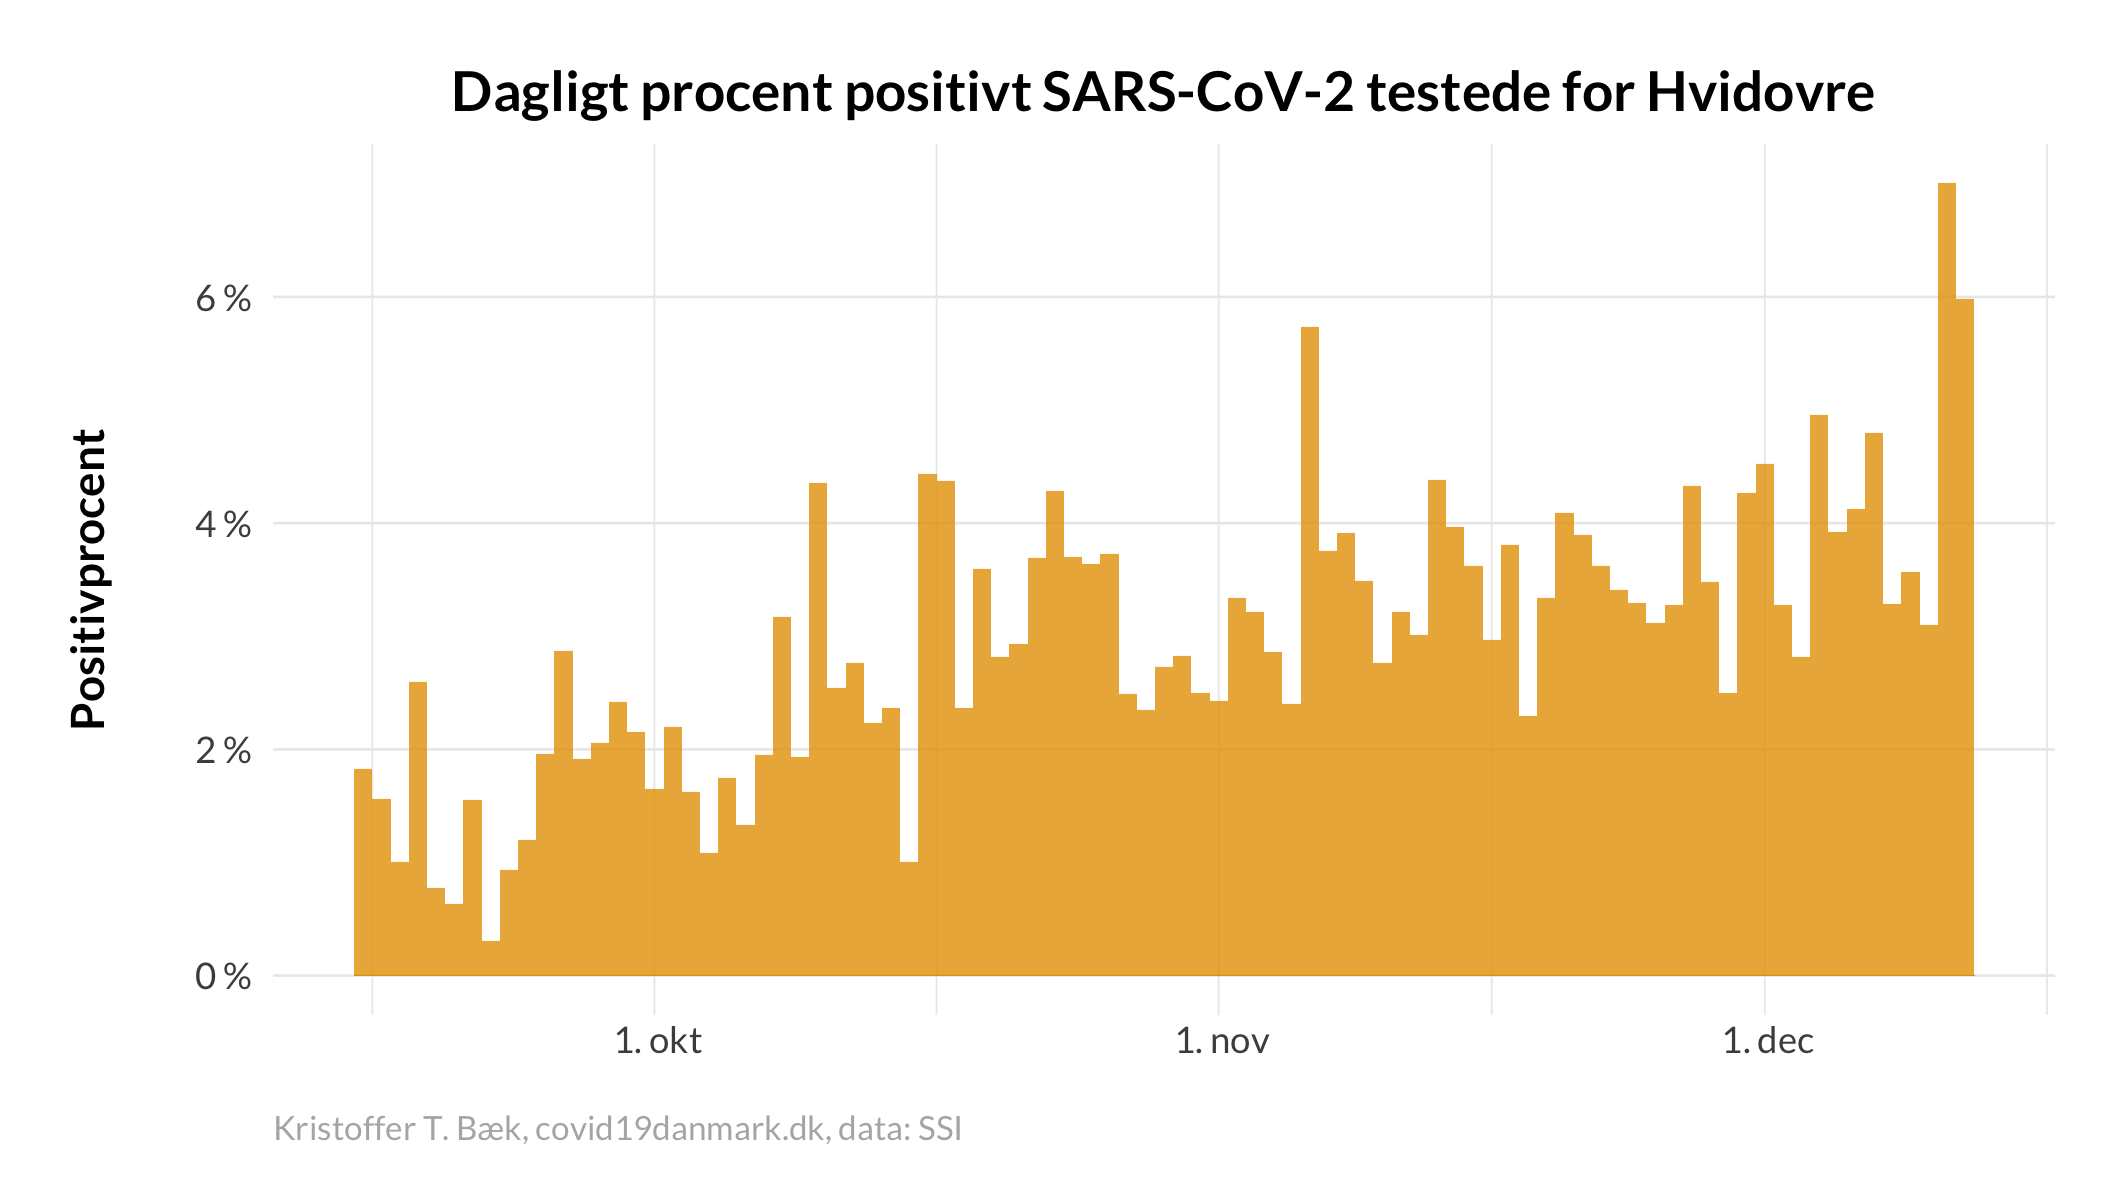 Dagligt procent positivt SARS-CoV-2 testede for Hvidovre
Positivprocent
6 %
4 %
2 %
0 %
1. okt
1. nov
1. dec
Kristoffer T. Bæk, covid19danmark.dk, data: SSI